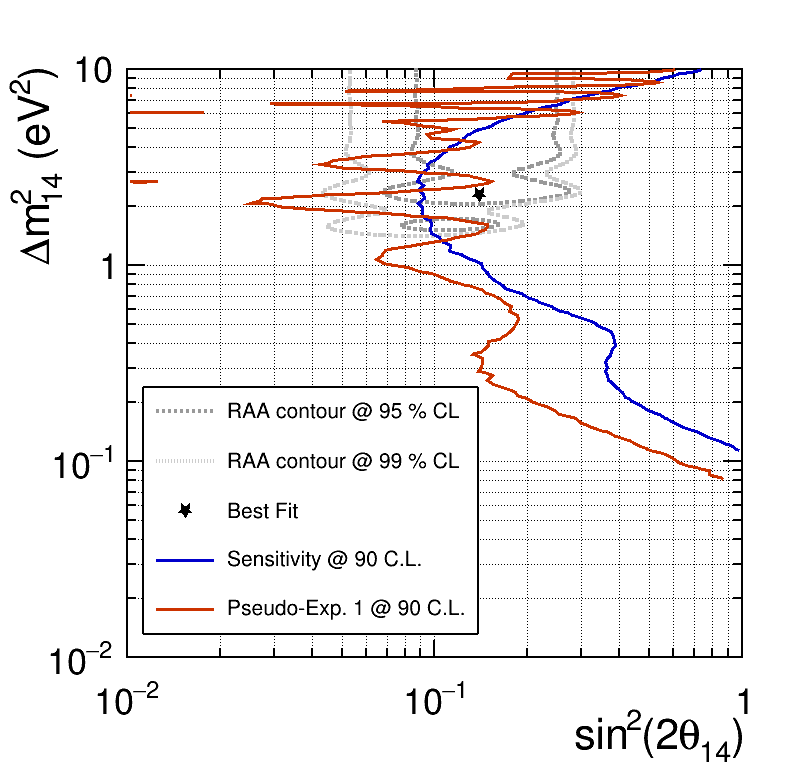 Δm²₁₄ (eV²)
10
1
10⁻¹
10⁻²
RAA contour @ 95 % CL
RAA contour @ 99 % CL
Best Fit
Sensitivity @ 90 C.L.
Pseudo-Exp. 1 @ 90 C.L.
10⁻² 10⁻¹ 1
sin²(2θ₁₄)